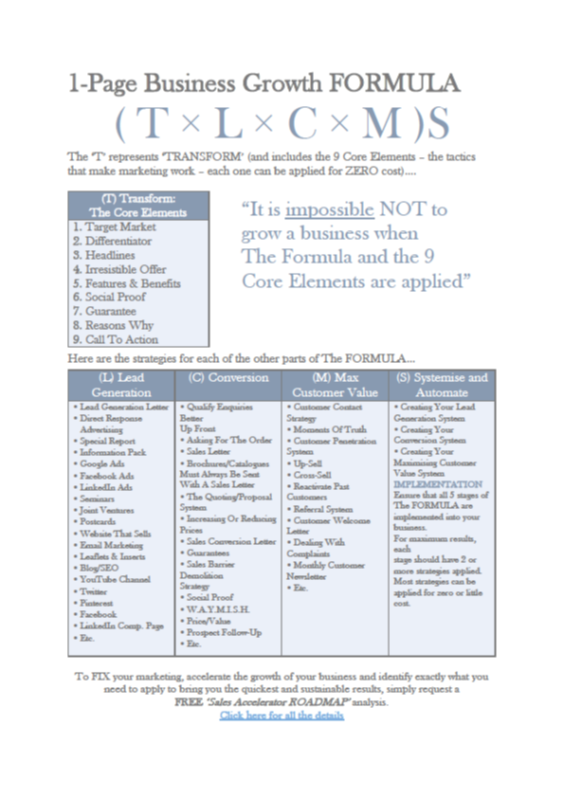 1-Page Business Growth FORMULA
( T × L × C × M )S
The 'T' represents 'TRANSFORM' (and includes the 9 Core Elements – the tactics
that make marketing work – each one can be applied for ZERO cost)....
(T) Transform:
The Core Elements
1. Target Market
2. Differentiator
3. Headlines
4. Irresistible Offer
5. Features & Benefits
6. Social Proof
7. Guarantee
8. Reasons Why
9. Call To Action
“It is impossible NOT to
grow a business when
The Formula and the 9
Core Elements are applied”
Here are the strategies for each of the other parts of The FORMULA...
(L) Lead
Generation
• Lead Generation Letter
• Direct Response
Advertising
• Special Report
• Information Pack
• Google Ads
• Facebook Ads
• LinkedIn Ads
• Seminars
• Joint Ventures
• Postcards
• Website That Sells
• Email Marketing
• Leaflets & Inserts
• Blog/SEO
• YouTube Channel
• Twitter
• Pinterest
• Facebook
• LinkedIn Comp. Page
• Etc.
(C) Conversion
• Qualify Enquiries
Better
Up Front
• Asking For The Order
• Sales Letter
• Brochures/Catalogues
Must Always Be Sent
With A Sales Letter
• The Quoting/Proposal
System
• Increasing Or Reducing
Prices
• Sales Conversion Letter
• Guarantees
• Sales Barrier
Demolition
Strategy
• Social Proof
• W.A.Y.M.I.S.H.
• Price/Value
• Prospect Follow-Up
• Etc.
(M) Max
Customer Value
• Customer Contact
Strategy
• Moments Of Truth
• Customer Penetration
System
• Up-Sell
• Cross-Sell
• Reactivate Past
Customers
• Referral System
• Customer Welcome
Letter
• Dealing With
Complaints
• Monthly Customer
Newsletter
• Etc.
(S) Systemise and
Automate
• Creating Your Lead
Generation System
• Creating Your
Conversion System
• Creating Your
Maximising Customer
Value System
IMPLEMENTATION
Ensure that all 5 stages of
The FORMULA are
implemented into your
business.
For maximum results,
each
stage should have 2 or
more strategies applied.
Most strategies can be
applied for zero or little
cost.
To FIX your marketing, accelerate the growth of your business and identify exactly what you
need to apply to bring you the quickest and sustainable results, simply request a
FREE 'Sales Accelerator ROADMAP' analysis.
Click here for all the details